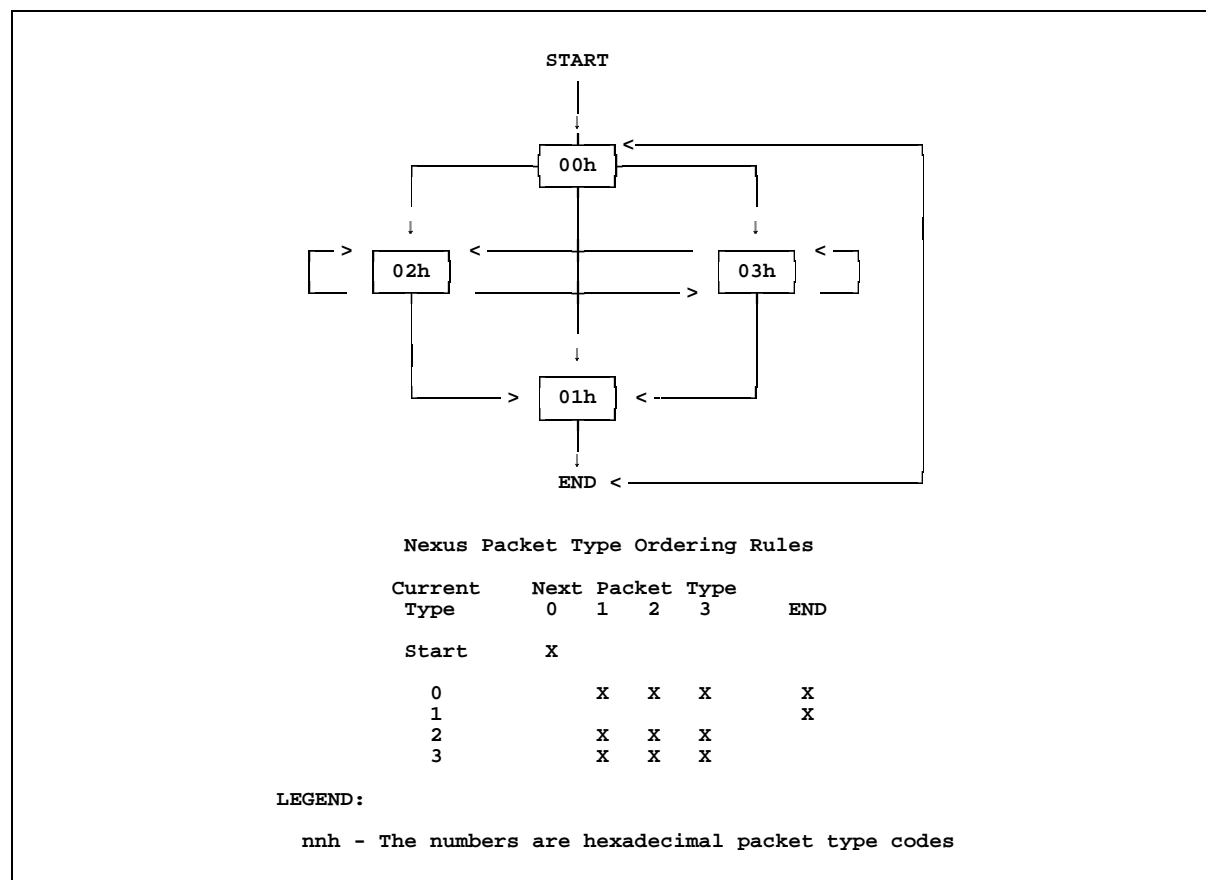 START
00h
02h
03h
01h
END
Nexus Packet Type Ordering Rules
Current Next Packet Type
Type 0 1 2 3 END
Start X
0 X X X X
1 X
2 X X X
3 X X X
LEGEND:
nnh - The numbers are hexadecimal packet type codes